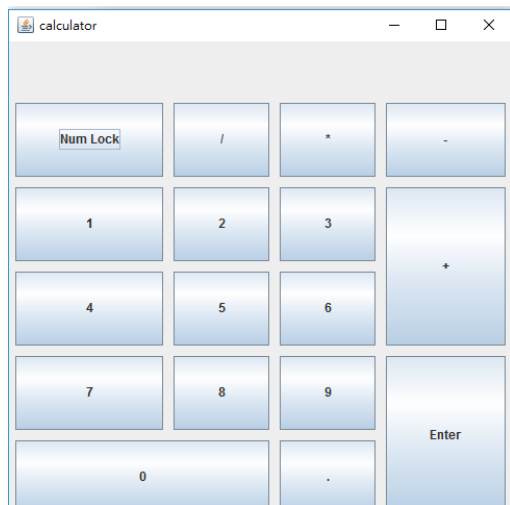 calculator
Num Lock / * -
1 2 3
+
4 5 6
7 8 9
Enter
0 .